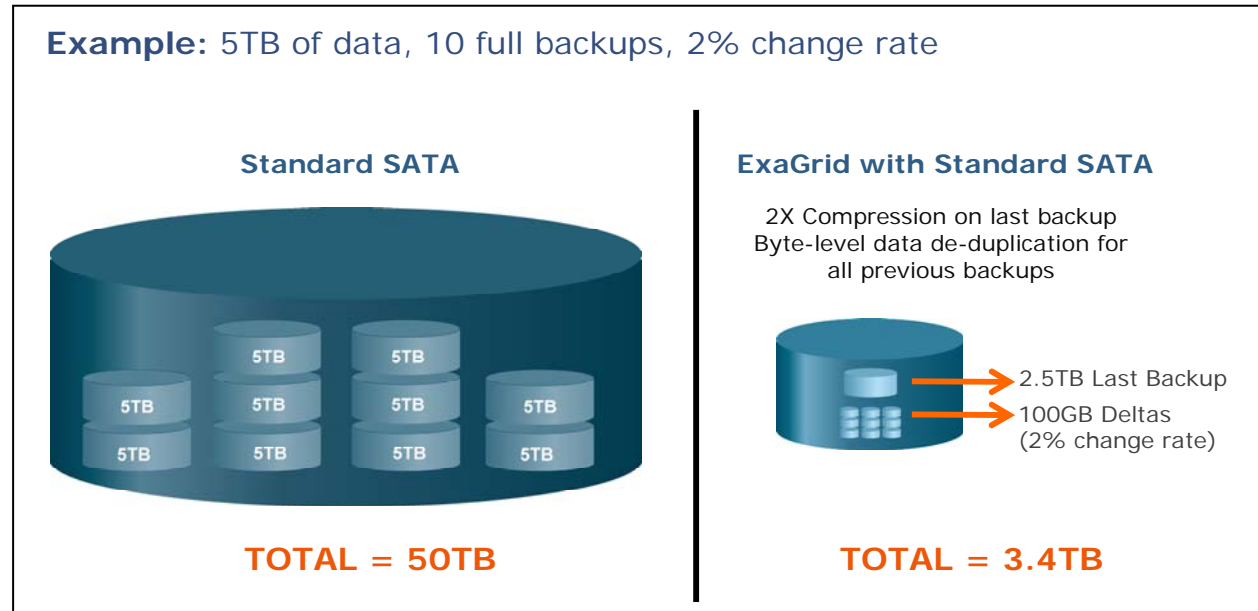 Example: 5TB of data, 10 full backups, 2% change rate
Standard SATA
5TB 5TB
5TB 5TB 5TB 5TB
5TB 5TB 5TB 5TB
TOTAL = 50TB
ExaGrid with Standard SATA
2X Compression on last backup
Byte-level data de-duplication for
all previous backups
2.5TB Last Backup
100GB Deltas
(2% change rate)
TOTAL = 3.4TB